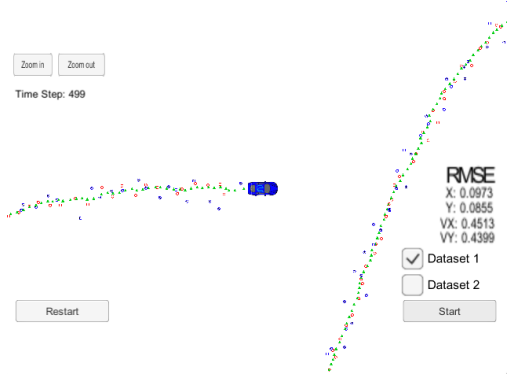 Zoom in
Zoom out
Time Step: 499
RMSE
X: 0.0973
Y: 0.0855
VX: 0.4513
VY: 0.4399
Dataset 1
Dataset 2
Restart
Start